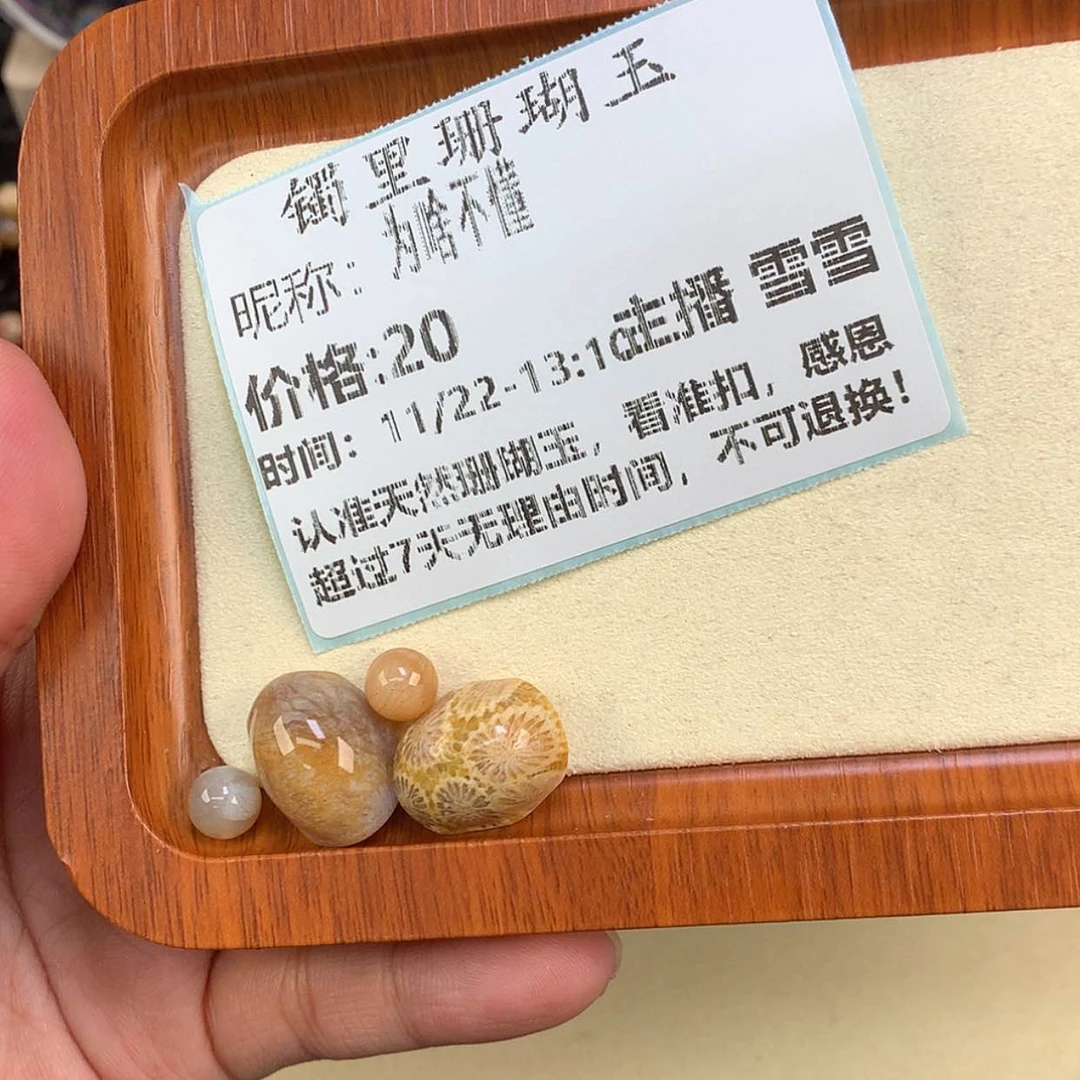 镯里珊瑚玉
昵称：为啥不懂
价格:20 主播 雪雪
时间：11/22-13:10
认准天然珊瑚玉，看准扣，感恩
超过7天无理由时间，不可退换！